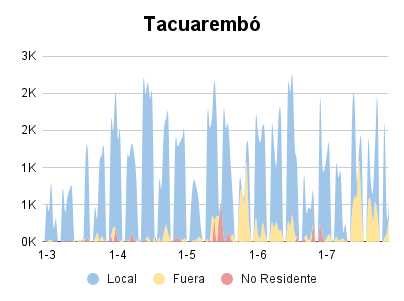 Tacuarembó
3K
2K
2K
1K
1K
0K
1-3 1-4 1-5 1-6 1-7
Local Fuera No Residente